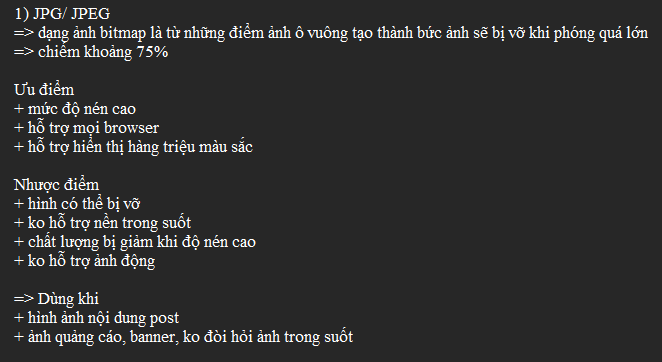 1) JPG/ JPEG
=> dạng ảnh bitmap là từ những điểm ảnh ô vuông tạo thành bức ảnh sẽ bị vỡ khi phóng quá lớn
=> chiếm khoảng 75%
Ưu điểm
+ mức độ nén cao
+ hỗ trợ mọi browser
+ hỗ trợ hiển thị hàng triệu màu sắc
Nhược điểm
+ hình có thể bị vỡ
+ ko hỗ trợ nền trong suốt
+ chất lượng bị giảm khi độ nén cao
+ ko hỗ trợ ảnh động
=> Dùng khi
+ hình ảnh nội dung post
+ ảnh quảng cáo, banner, ko đòi hỏi ảnh trong suốt